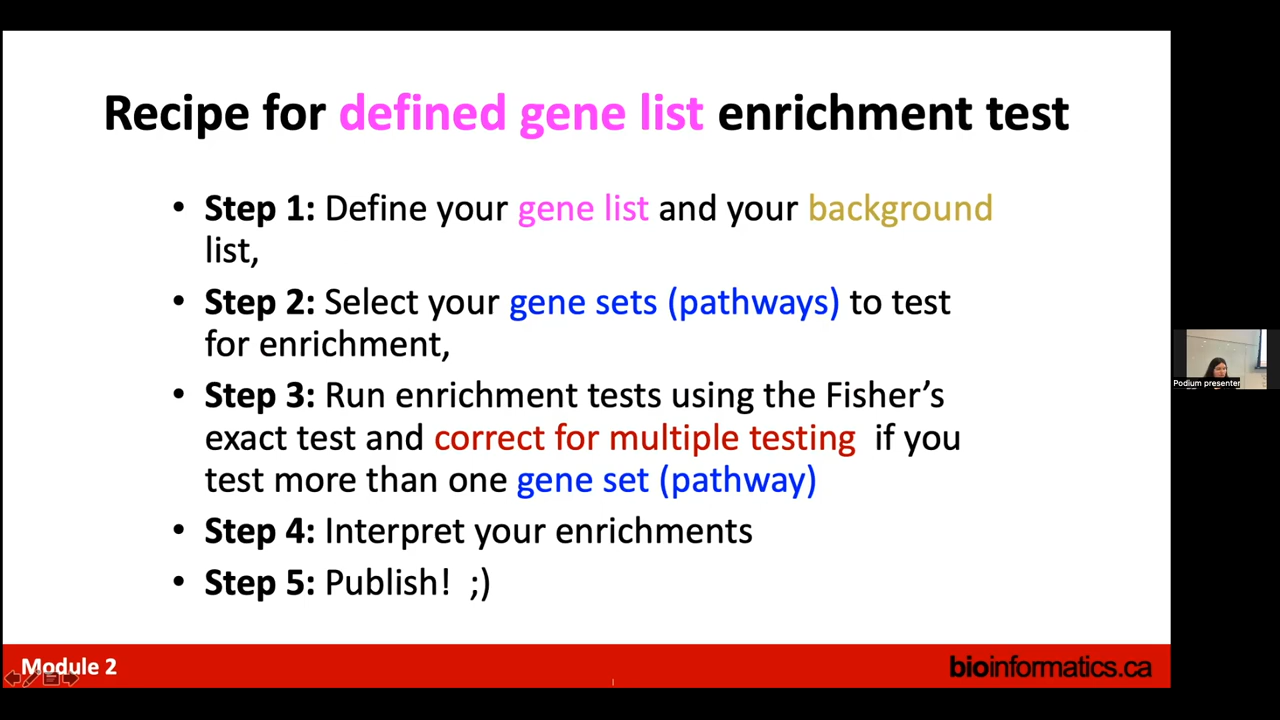 Recipe for defined gene list enrichment test
• Step 1: Define your gene list and your background
list,
• Step 2: Select your gene sets (pathways) to test
for enrichment,
• Step 3: Run enrichment tests using the Fisher’s
exact test and correct for multiple testing if you
test more than one gene set (pathway)
• Step 4: Interpret your enrichments
• Step 5: Publish! ;)
Podium presenter
Module 2
bioinformatics.ca